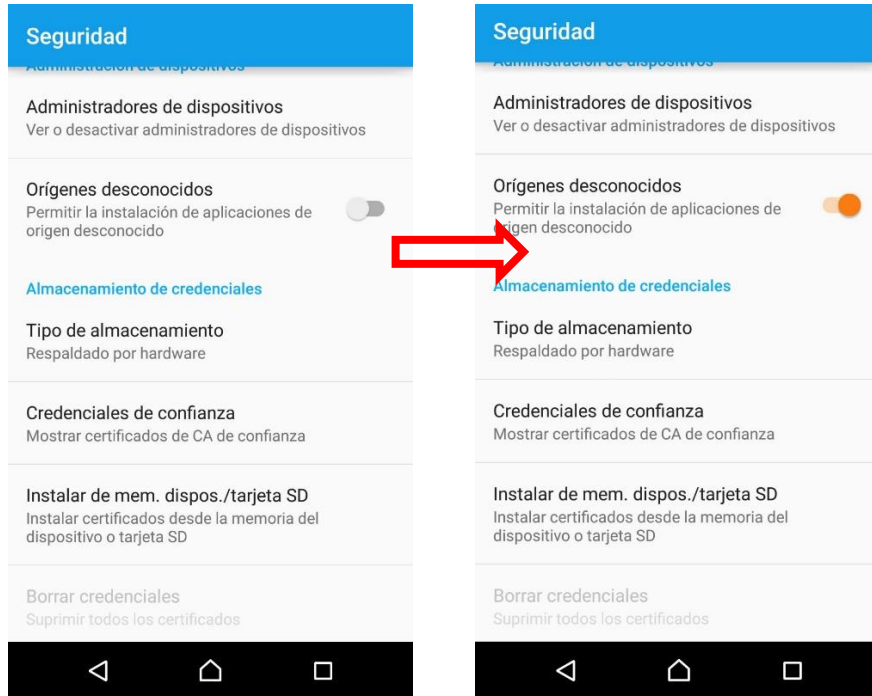 Seguridad
Administración de dispositivos
Administradores de dispositivos
Ver o desactivar administradores de dispositivos
Orígenes desconocidos
Permitir la instalación de aplicaciones de
origen desconocido
Almacenamiento de credenciales
Tipo de almacenamiento
Respaldado por hardware
Credenciales de confianza
Mostrar certificados de CA de confianza
Instalar de mem. dispos./tarjeta SD
Instalar certificados desde la memoria del
dispositivo o tarjeta SD
Borrar credenciales
Suprimir todos los certificados
Seguridad
Administración de dispositivos
Administradores de dispositivos
Ver o desactivar administradores de dispositivos
Orígenes desconocidos
Permitir la instalación de aplicaciones de
origen desconocido
Almacenamiento de credenciales
Tipo de almacenamiento
Respaldado por hardware
Credenciales de confianza
Mostrar certificados de CA de confianza
Instalar de mem. dispos./tarjeta SD
Instalar certificados desde la memoria del
dispositivo o tarjeta SD
Borrar credenciales
Suprimir todos los certificados